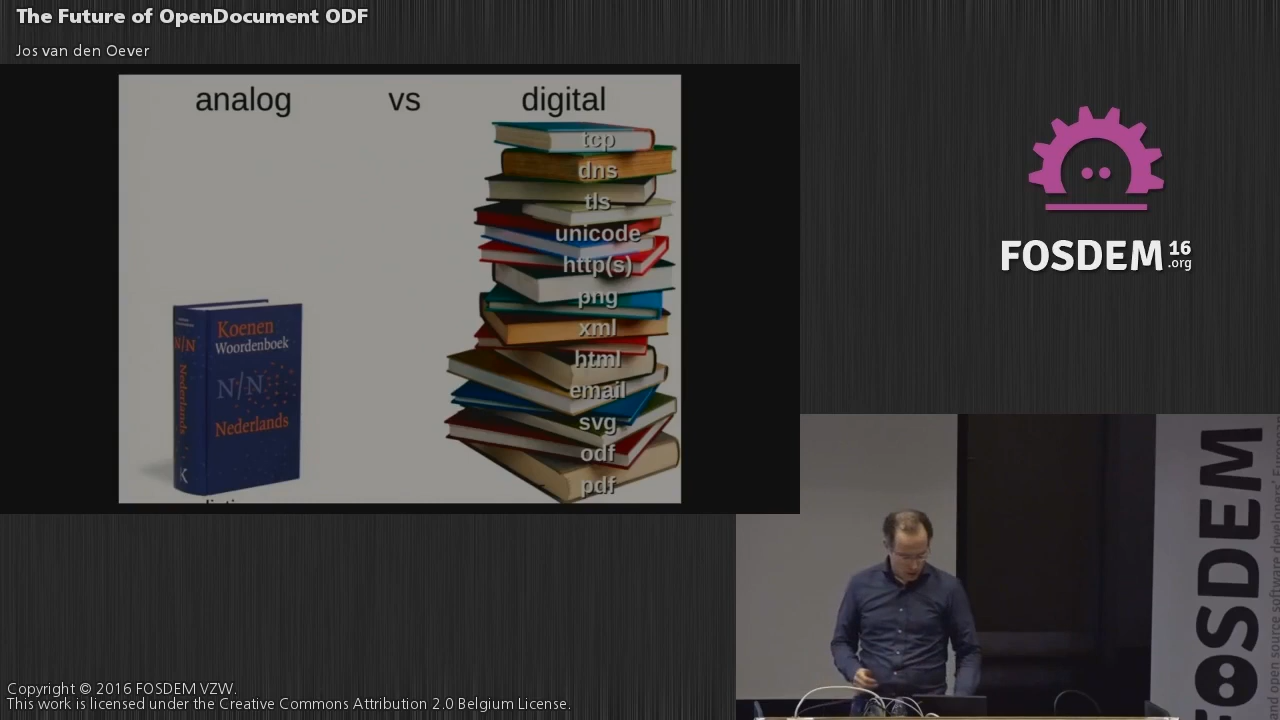 The Future of OpenDocument ODF
Jos van den Oever
analog vs digital
tcp
dns
tls
unicode
http(s)
png
xml
html
email
svg
odf
pdf
Koenen
Woordenboek
N/N
Nederlands
N/N
Nederlands
K
FOSDEM 16
.org
FOSDEM
Copyright © 2016 FOSDEM VZW.
This work is licensed under the Creative Commons Attribution 2.0 Belgium License.